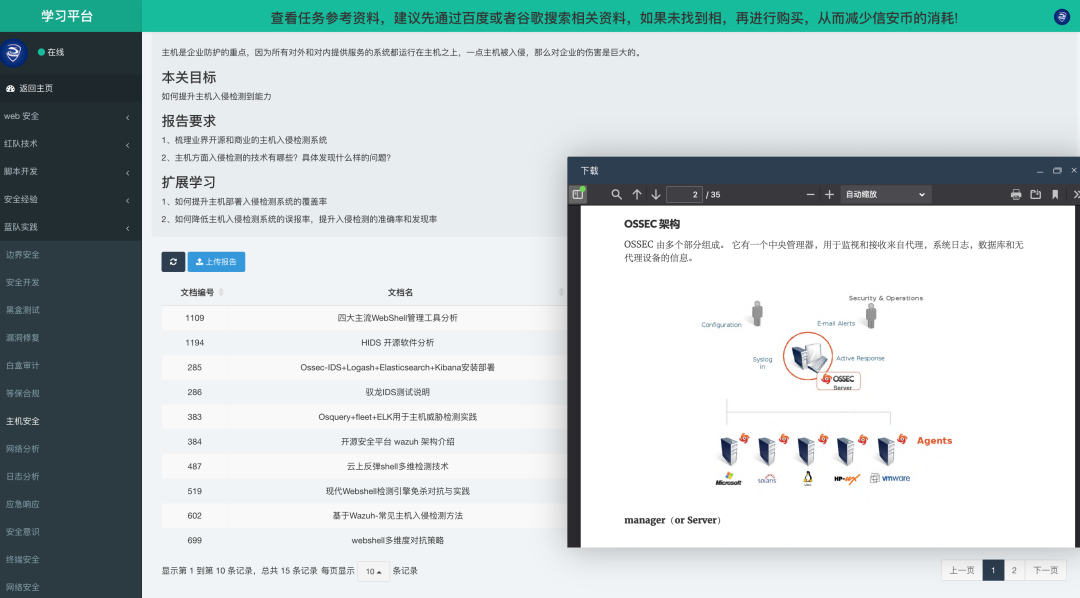 学习平台
查看任务参考资料，建议先通过百度或者谷歌搜索相关资料，如果未找到相，再进行购买，从而减少信安币的消耗!
在线
返回主页
web 安全
红队技术
脚本开发
安全经验
蓝队实践
边界安全
安全开发
黑盒测试
漏洞修复
白盒审计
等保合规
主机安全
网络分析
日志分析
应急响应
安全意识
终端安全
网络安全
主机是企业防护的重点，因为所有对外和对内提供服务的系统都运行在主机之上，一点主机被入侵，那么对企业的伤害是巨大的。
本关目标
如何提升主机入侵检测到能力
报告要求
1、梳理业界开源和商业的主机入侵检测系统
2、主机方面入侵检测的技术有哪些？具体发现什么样的问题?
扩展学习
1、如何提升主机部署入侵检测系统的覆盖率
2、如何降低主机入侵检测系统的误报率，提升入侵检测的准确率和发现率
上传报告
文档编号 文档名
1109 四大主流WebShell管理工具分析
1194 HIDS 开源软件分析
285 Ossec-IDS+Logash+Elasticsearch+Kibana安装部署
286 驭龙IDS测试说明
383 Osquery+fleet+ELK用于主机威胁检测实践
384 开源安全平台 wazuh 架构介绍
487 云上反弹shell多维检测技术
519 现代Webshell检测引擎免杀对抗与实践
602 基于Wazuh-常见主机入侵检测方法
699 webshell多维度对抗策略
显示第 1 到第 10 条记录，总共 15 条记录 每页显示 10 条记录
上一页 1 2 下一页
下载
2 / 35 自动缩放
OSSEC 架构
OSSEC 由多个部分组成。 它有一个中央管理器，用于监视和接收来自代理，系统日志，数据库和无
代理设备的信息。
Security & Operations
Configuration
E-mail Alerts
Syslog
in
Active Response
OSSEC
Server
Agents
Microsoft
solaris
Linux
HP-UX
vmware
manager（or Server）